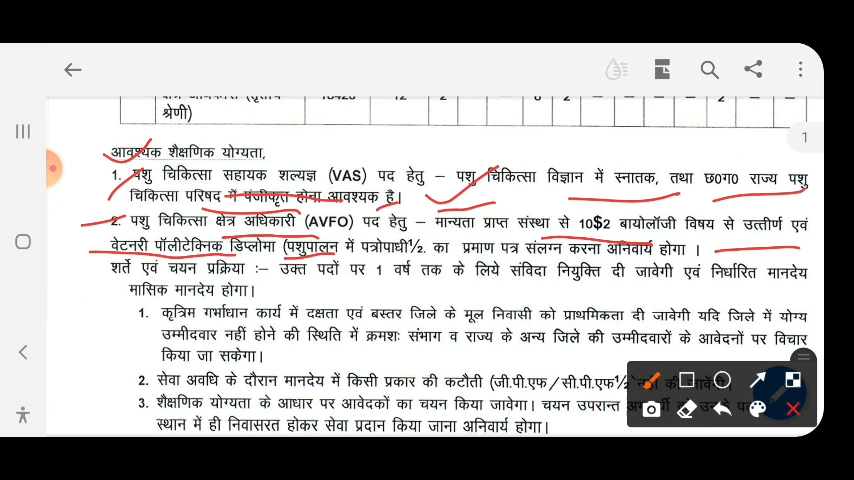 श्रेणी)
1
आवश्यक शैक्षणिक योग्यता,
1. पशु चिकित्सा सहायक शल्यज्ञ (VAS) पद हेतु – पशु चिकित्सा विज्ञान में स्नातक, तथा छ0ग0 राज्य पशु
चिकित्सा परिषद में पंजीकृत होना आवश्यक है।
2. पशु चिकित्सा क्षेत्र अधिकारी (AVFO) पद हेतु – मान्यता प्राप्त संस्था से 10$2 बायोलॉजी विषय से उत्तीर्ण एवं
वेटनरी पॉलीटेक्निक डिप्लोमा (पशुपालन में पत्रोपाधी½. का प्रमाण पत्र संलग्न करना अनिवार्य होगा ।
शर्ते एवं चयन प्रक्रिया :– उक्त पदों पर 1 वर्ष तक के लिये संविदा नियुक्ति दी जावेगी एवं निर्धारित मानदेय
मासिक मानदेय होगा।
1. कृत्रिम गर्भाधान कार्य में दक्षता एवं बस्तर जिले के मूल निवासी को प्राथमिकता दी जावेगी यदि जिले में योग्य
उम्मीदवार नहीं होने की स्थिति में क्रमशः संभाग व राज्य के अन्य जिले की उम्मीदवारों के आवेदनों पर विचार
किया जा सकेगा।
2. सेवा अवधि के दौरान मानदेय में किसी प्रकार की कटौती (जी.पी.एफ/सी.पी.एफ½ की जावेगी।
3. शैक्षणिक योग्यता के आधार पर आवेदकों का चयन किया जावेगा। चयन उपरान्त
स्थान में ही निवासरत होकर सेवा प्रदान किया जाना अनिवार्य होगा।